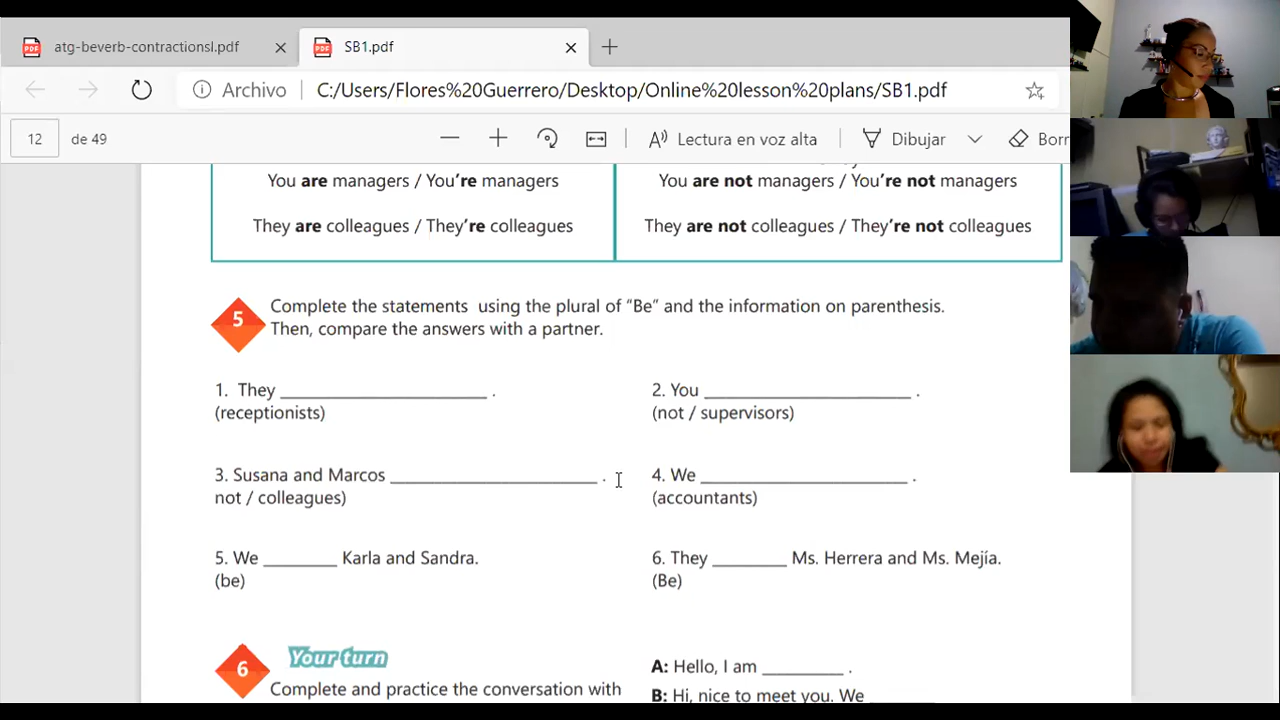 atg-beverb-contractionsl.pdf
SB1.pdf
Archivo
C:/Users/Flores%20Guerrero/Desktop/Online%20lesson%20plans/SB1.pdf
12 de 49
Lectura en voz alta
Dibujar
Borr
You are managers / You're managers
You are not managers / You're not managers
They are colleagues / They're colleagues
They are not colleagues / They're not colleagues
5
Complete the statements using the plural of "Be" and the information on parenthesis.
Then, compare the answers with a partner.
1. They ______________________ .
(receptionists)
2. You ______________________ .
(not / supervisors)
3. Susana and Marcos ______________________ .
not / colleagues)
4. We ______________________ .
(accountants)
5. We ________ Karla and Sandra.
(be)
6. They ________ Ms. Herrera and Ms. Mejía.
(Be)
6
Your turn
Complete and practice the conversation with
A: Hello, I am _________ .
B: Hi, nice to meet you. We _______